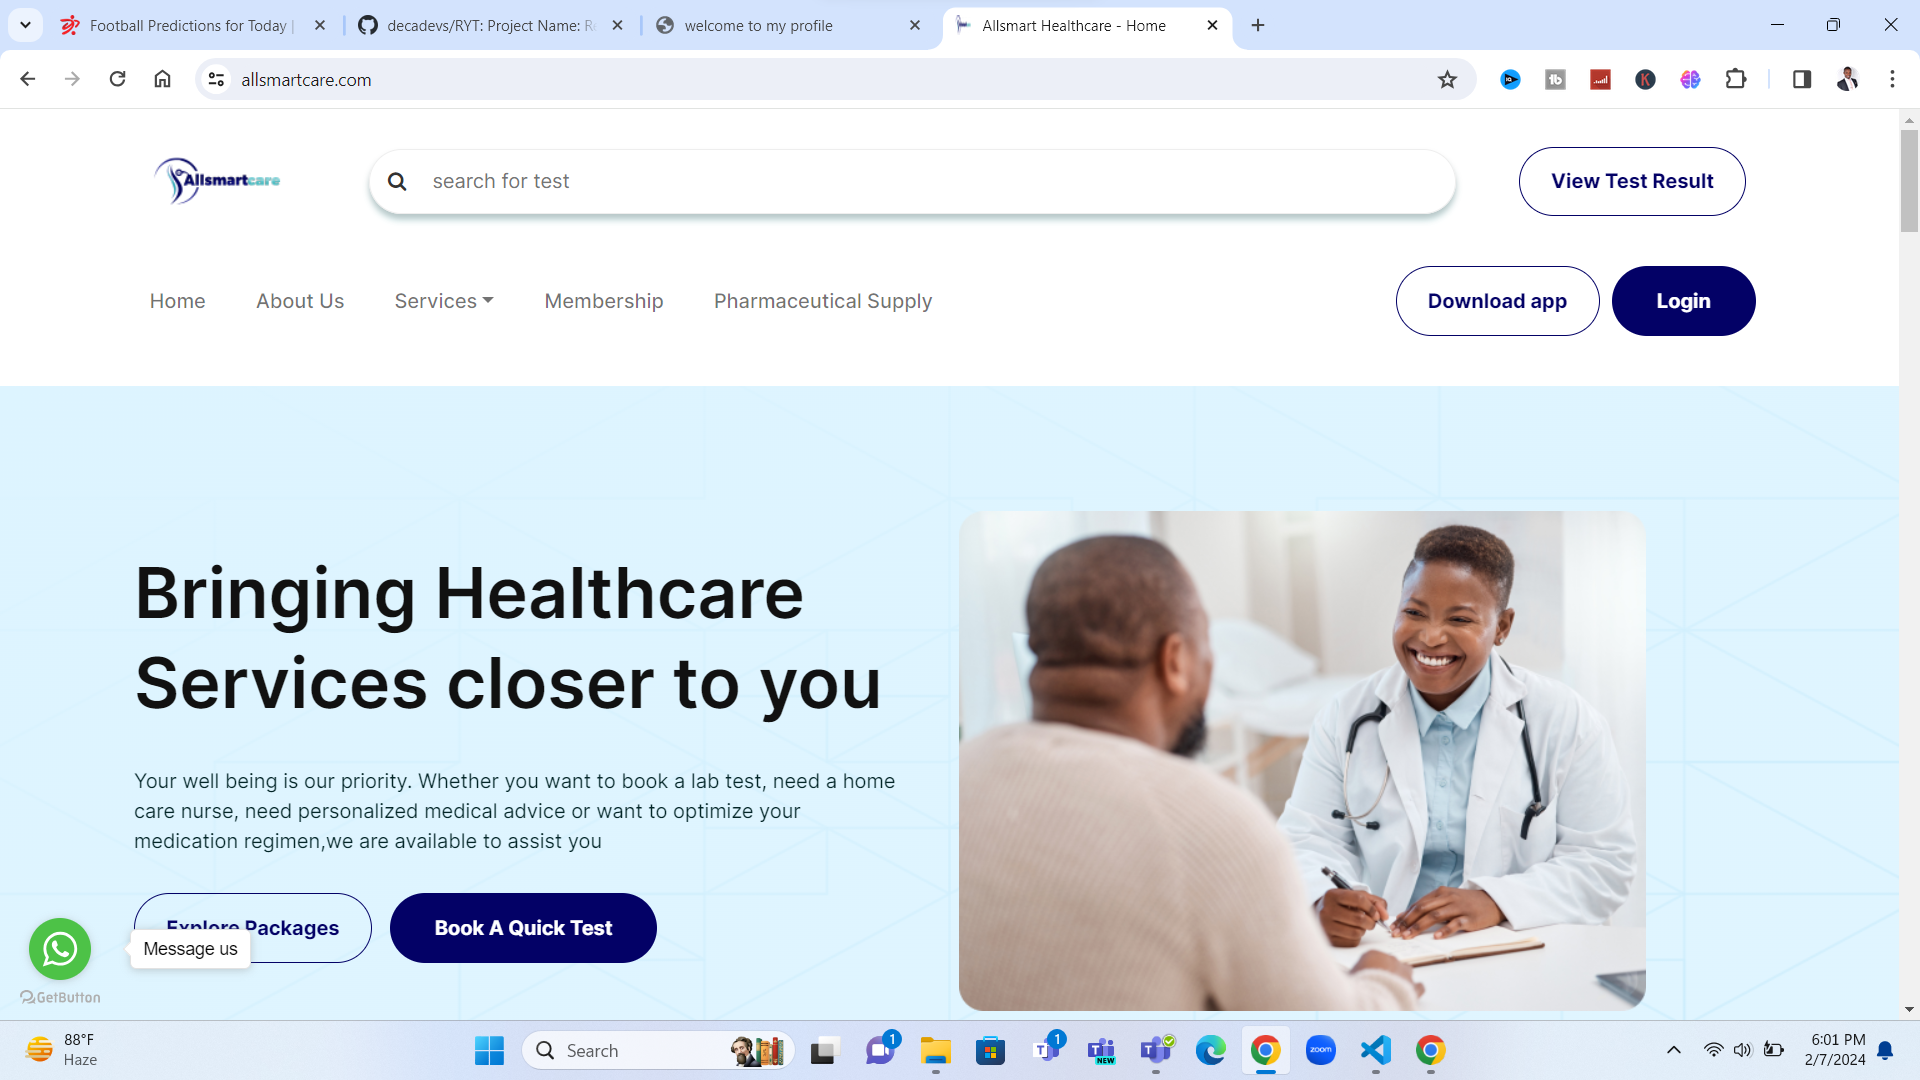 Football Predictions for Today |
decadevs/RYT: Project Name: Re
welcome to my profile
Allsmart Healthcare - Home
allsmartcare.com
Allsmartcare
search for test
View Test Result
Home
About Us
Services
Membership
Pharmaceutical Supply
Download app
Login
Bringing Healthcare
Services closer to you
Your well being is our priority. Whether you want to book a lab test, need a home
care nurse, need personalized medical advice or want to optimize your
medication regimen,we are available to assist you
Explore Packages
Book A Quick Test
Message us
GetButton
88°F
Haze
Search
1
1
NEW
zoom
6:01 PM
2/7/2024